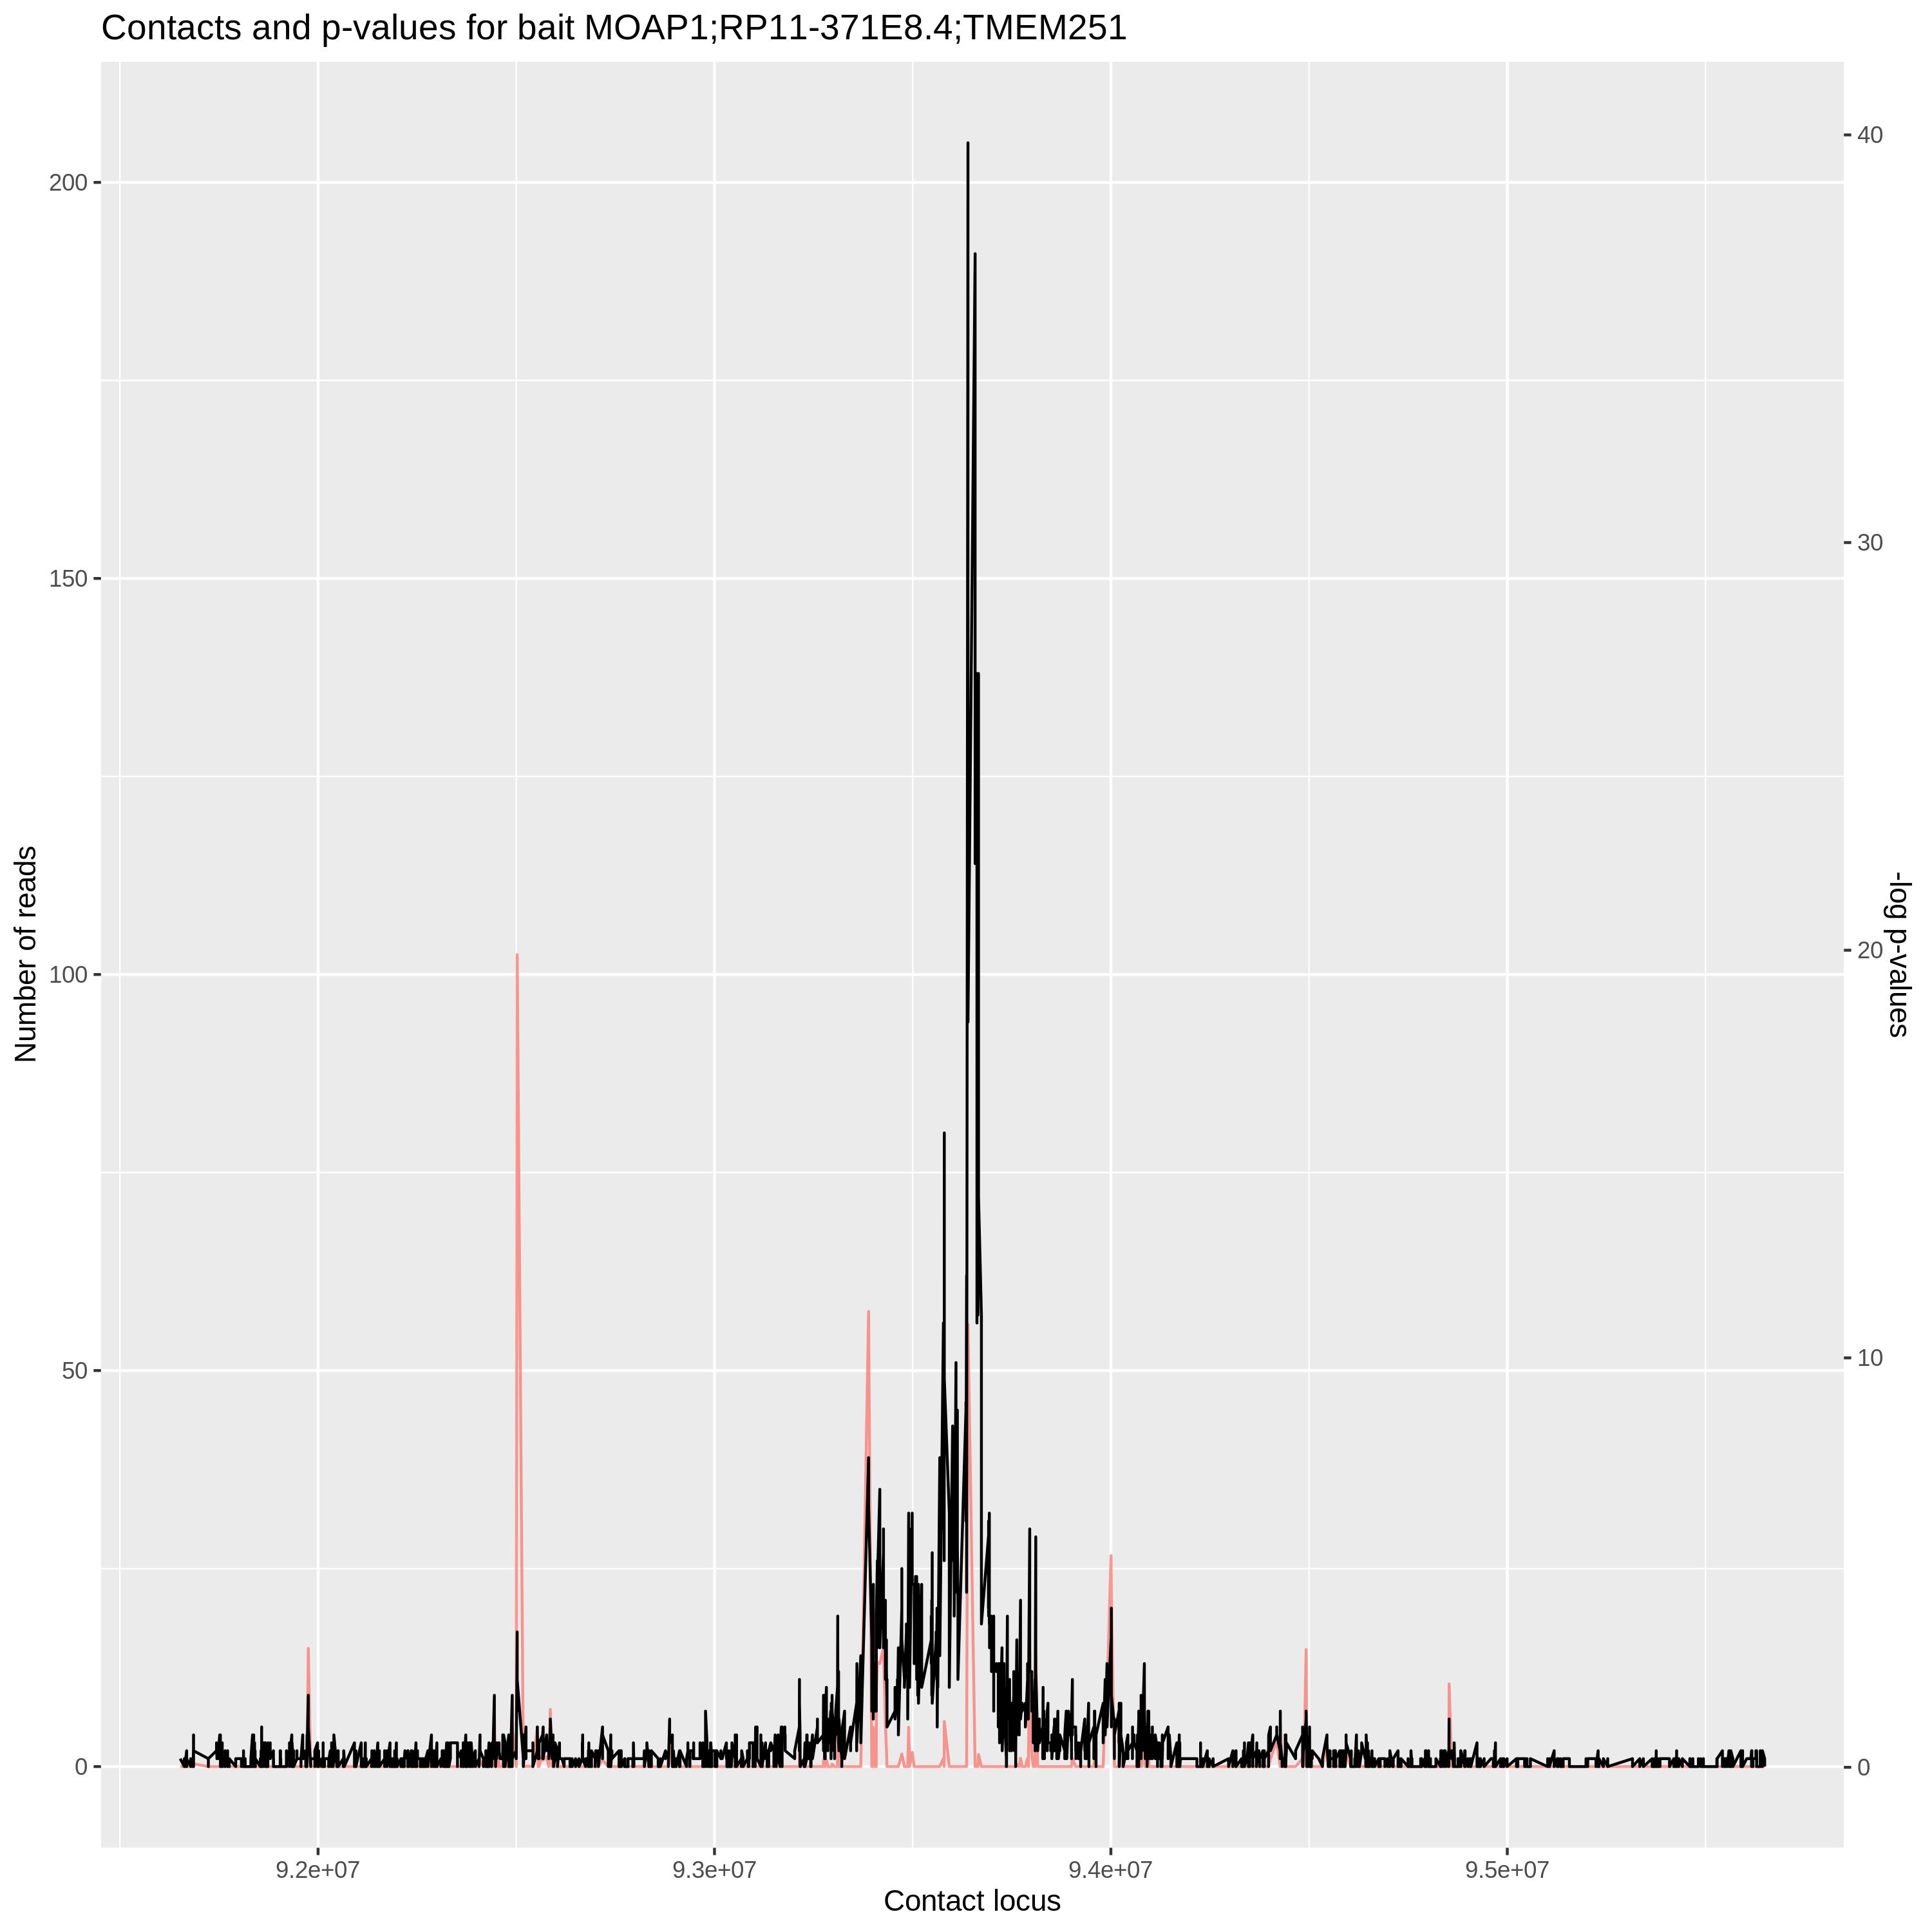 Contacts and p-values for bait MOAP1;RP11-371E8.4;TMEM251
200
150
100
50
0
Number of reads
40
30
20
10
0
-log p-values
9.2e+07
9.3e+07
9.4e+07
9.5e+07
Contact locus